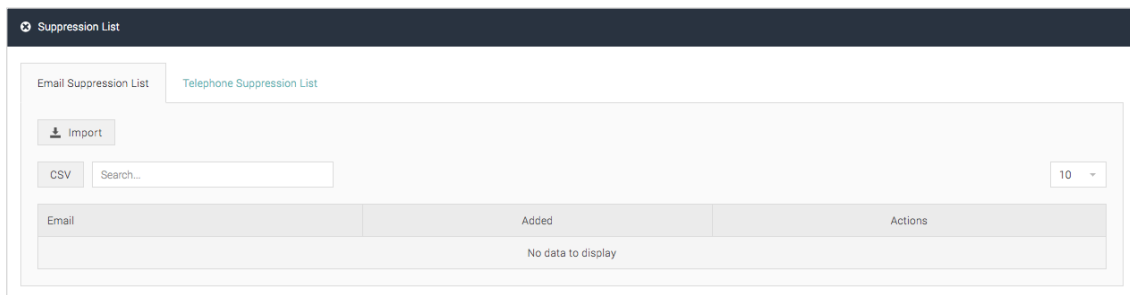 Suppression List
Email Suppression List Telephone Suppression List
Import
CSV Search... 10
Email Added Actions
No data to display